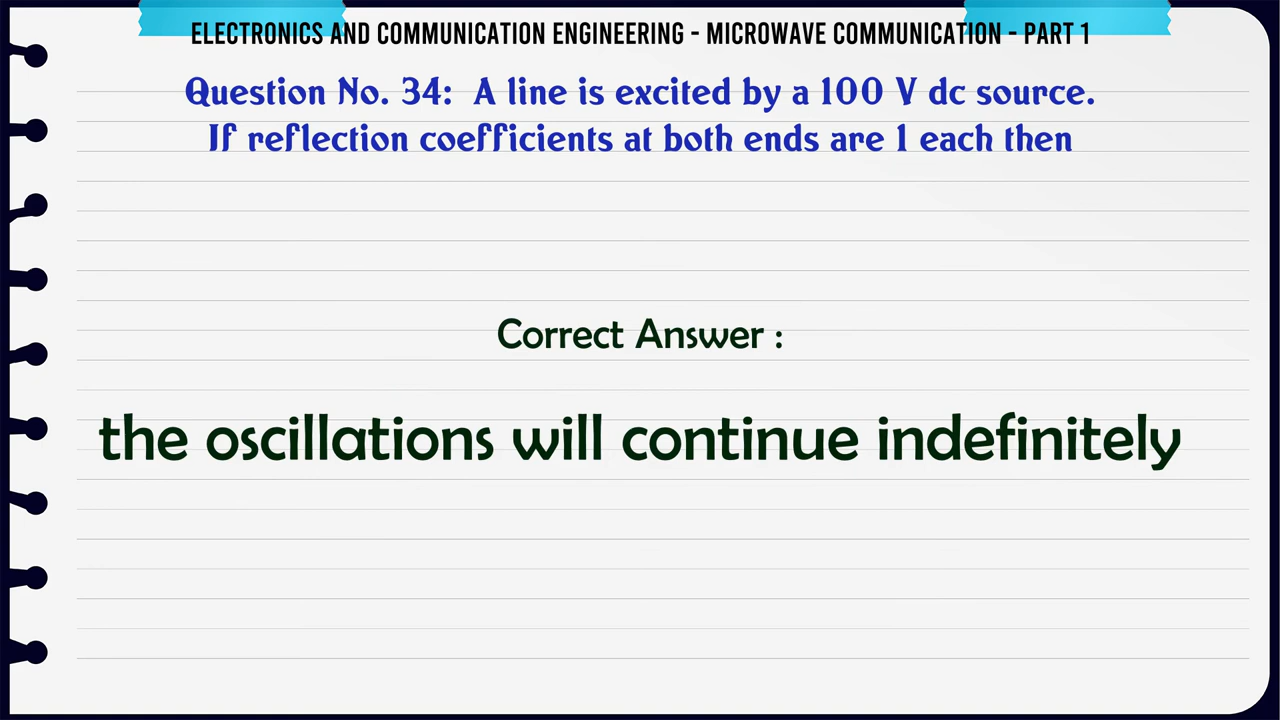 ELECTRONICS AND COMMUNICATION ENGINEERING - MICROWAVE COMMUNICATION - PART 1
Question No. 34: A line is excited by a 100 V dc source.
If reflection coefficients at both ends are 1 each then
Correct Answer :
the oscillations will continue indefinitely